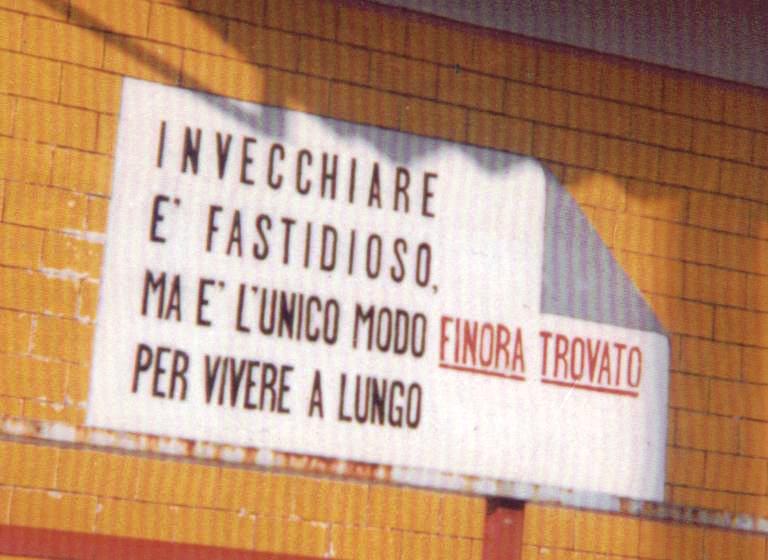 INVECCHIARE
E' FASTIDIOSO,
MA E' L'UNICO MODO FINORA TROVATO
PER VIVERE A LUNGO